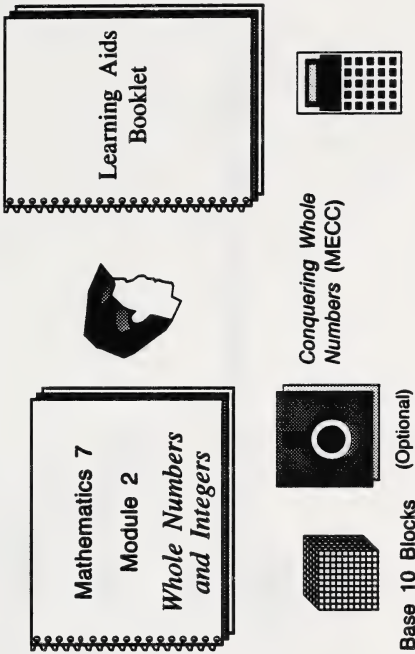 Mathematics 7
Module 2
Whole Numbers
and Integers
Learning Aids
Booklet
Base 10 Blocks
(Optional)
Conquering Whole
Numbers (MECC)